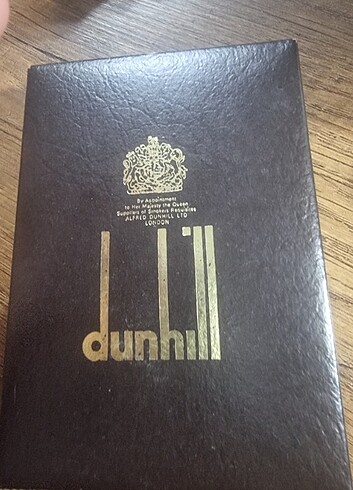 By Appointment
to Her Majesty the Queen
Suppliers of Smokers Requisites
ALFRED DUNHILL LTD
LONDON
dunhill